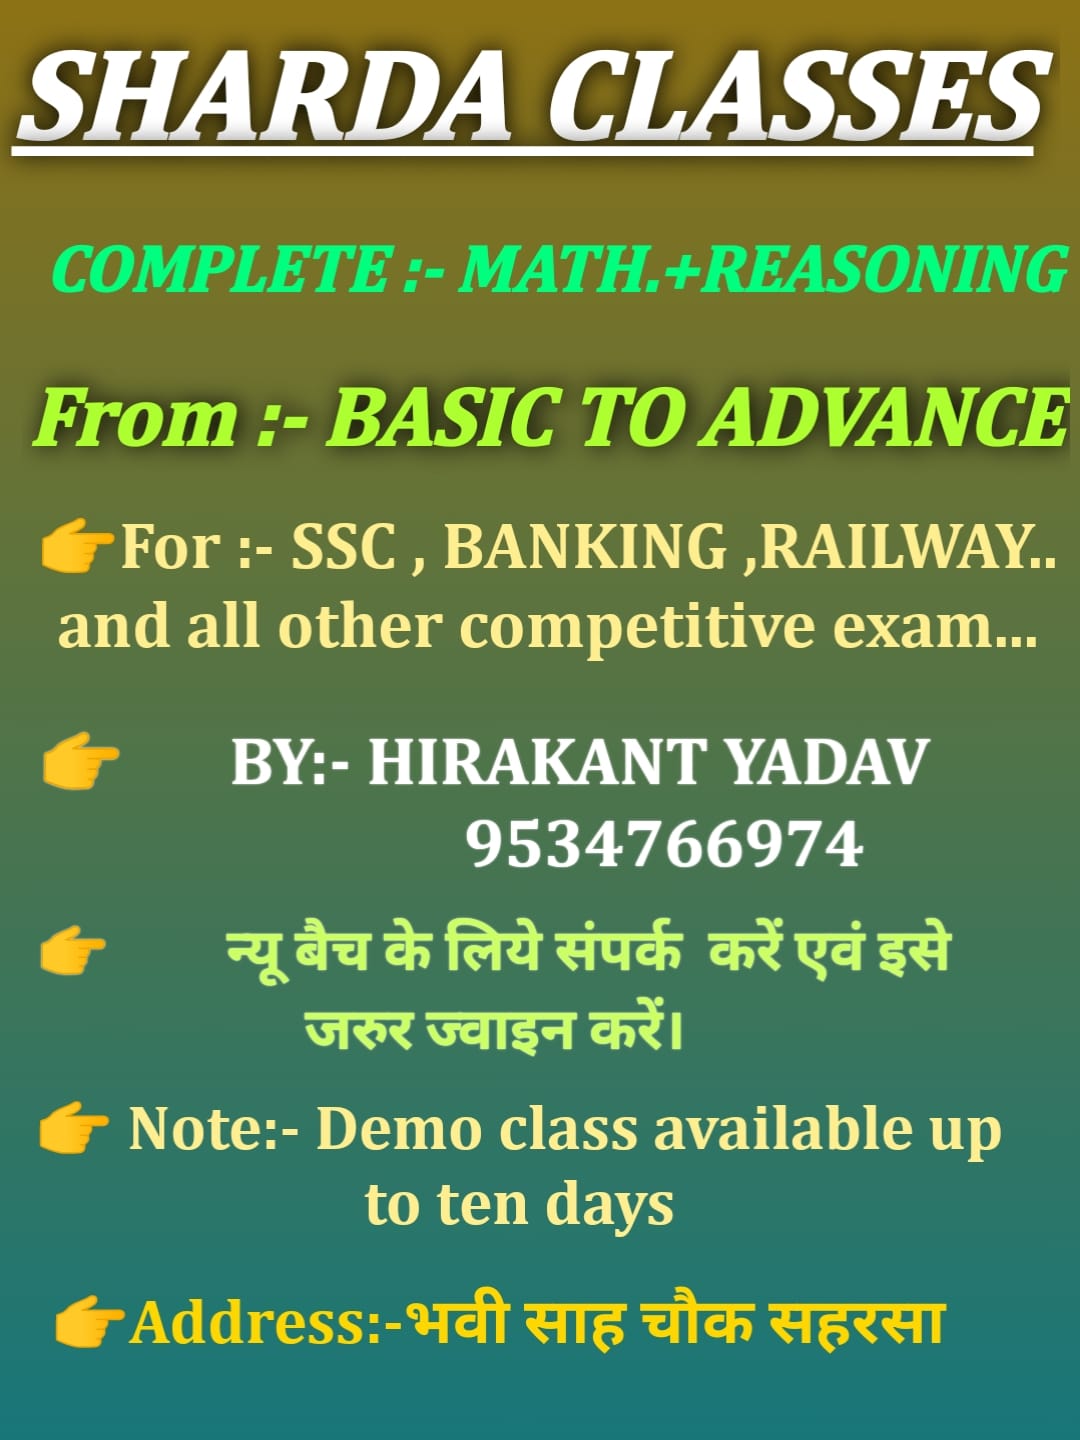 SHARDA CLASSES
COMPLETE :- MATH.+REASONING
From :- BASIC TO ADVANCE
👉For :- SSC , BANKING ,RAILWAY..
and all other competitive exam...
👉 BY:- HIRAKANT YADAV
9534766974
👉 न्यू बैच के लिये संपर्क करें एवं इसे
जरुर ज्वाइन करें।
👉 Note:- Demo class available up
to ten days
👉Address:-भवी साह चौक सहरसा